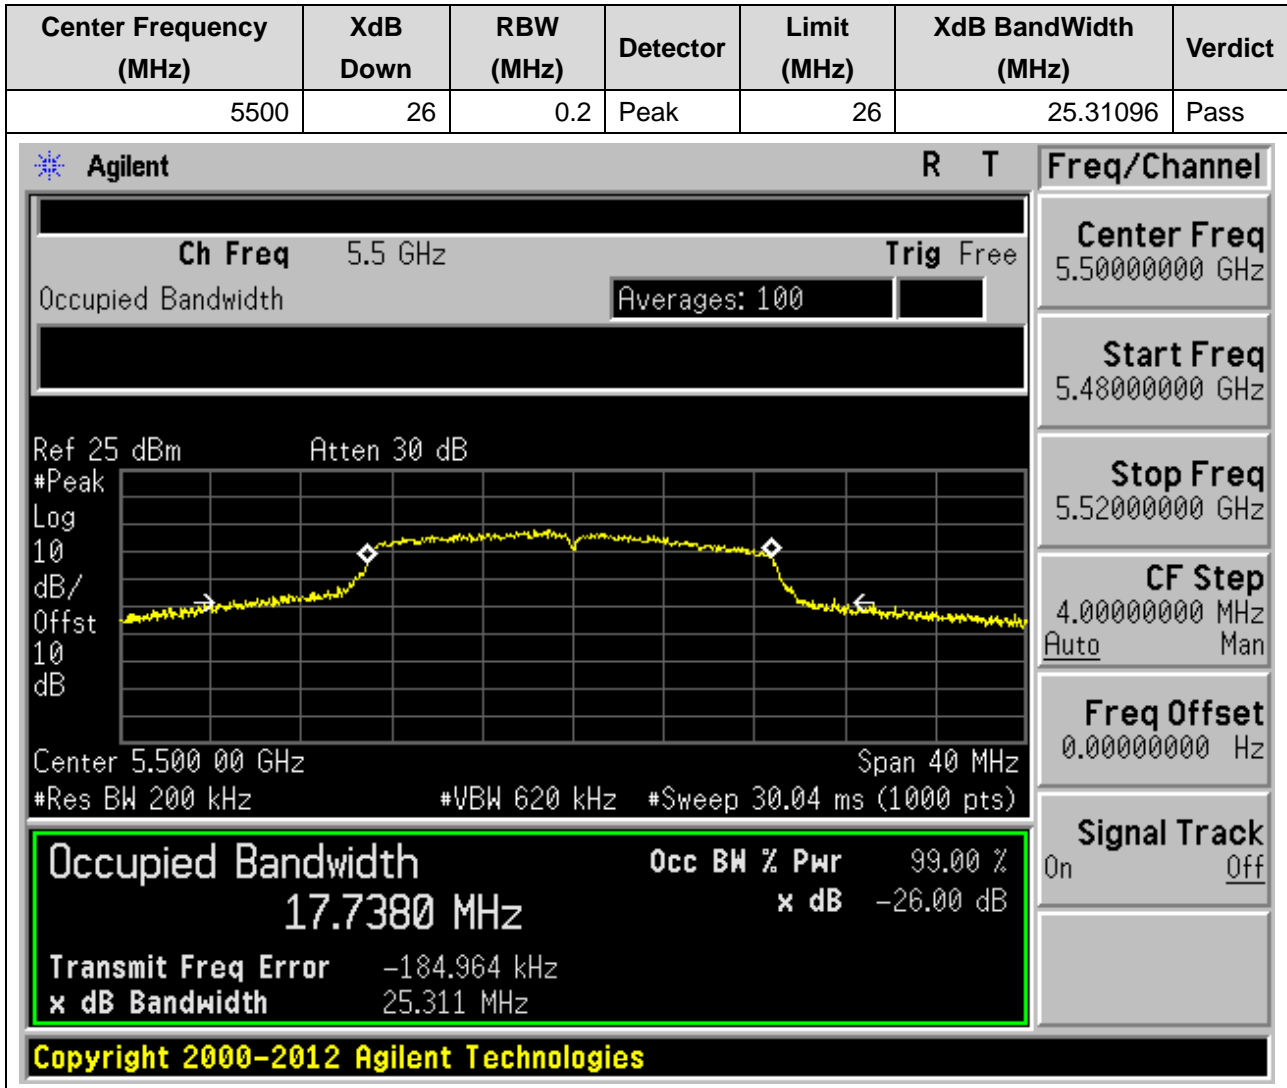 Center Frequency (MHz) XdB Down RBW (MHz) Detector Limit (MHz) XdB BandWidth (MHz) Verdict
5500 26 0.2 Peak 26 25.31096 Pass
Agilent R T
Ch Freq 5.5 GHz Trig Free
Occupied Bandwidth Averages: 100
Ref 25 dBm Atten 30 dB
#Peak
Log
10
dB/
Offst
10
dB
Center 5.500 00 GHz Span 40 MHz
#Res BW 200 kHz #VBW 620 kHz #Sweep 30.04 ms (1000 pts)
Occupied Bandwidth Occ BW % Pwr 99.00 %
17.7380 MHz x dB -26.00 dB
Transmit Freq Error -184.964 kHz
x dB Bandwidth 25.311 MHz
Copyright 2000-2012 Agilent Technologies
Freq/Channel
Center Freq
5.50000000 GHz
Start Freq
5.48000000 GHz
Stop Freq
5.52000000 GHz
CF Step
4.00000000 MHz
Auto Man
Freq Offset
0.00000000 Hz
Signal Track
On Off